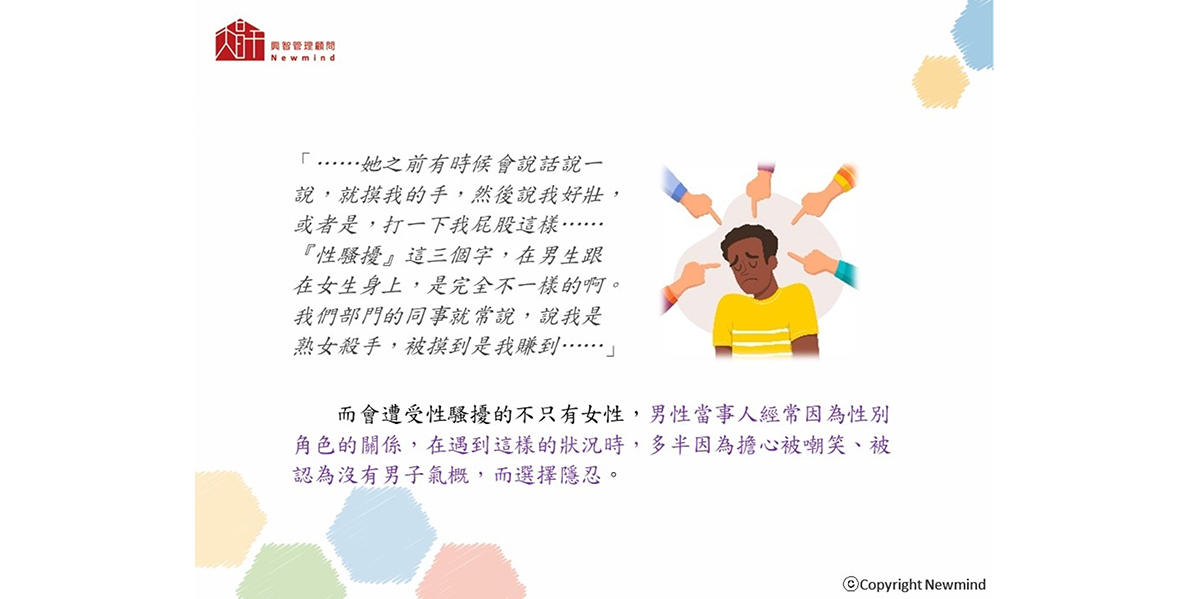 興智管理顧問
Newmind
「……她之前有時候會說話說一
說，就摸我的手，然後說我好壯，
或者是，打一下我屁股這樣……
『性騷擾』這三個字，在男生跟
在女生身上，是完全不一樣的啊。
我們部門的同事就常說，說我是
熟女殺手，被摸到是我賺到……」
而會遭受性騷擾的不只有女性，男性當事人經常因為性別
角色的關係，在遇到這樣的狀況時，多半因為擔心被嘲笑、被
認為沒有男子氣概，而選擇隱忍。
ⓒCopyright Newmind